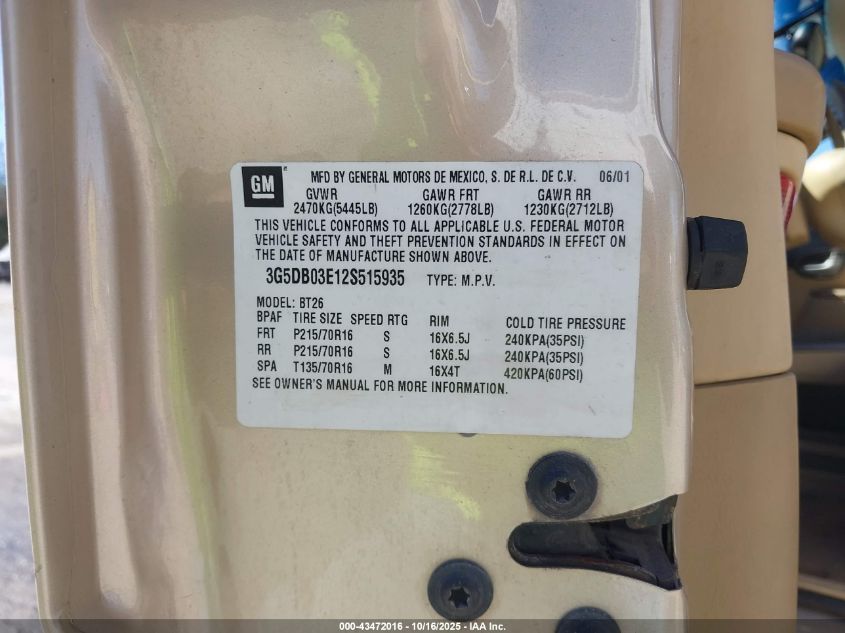 GM
MFD BY GENERAL MOTORS DE MEXICO, S. DE R.L. DE C.V. 06/01
GVWR GAWR FRT GAWR RR
2470KG(5445LB) 1260KG(2778LB) 1230KG(2712LB)
THIS VEHICLE CONFORMS TO ALL APPLICABLE U.S. FEDERAL MOTOR
VEHICLE SAFETY AND THEFT PREVENTION STANDARDS IN EFFECT ON
THE DATE OF MANUFACTURE SHOWN ABOVE.
3G5DB03E12S515935 TYPE: M.P.V.
MODEL: BT26
BPAF TIRE SIZE SPEED RTG RIM COLD TIRE PRESSURE
FRT P215/70R16 S 16X6.5J 240KPA(35PSI)
RR P215/70R16 S 16X6.5J 240KPA(35PSI)
SPA T135/70R16 M 16X4T 420KPA(60PSI)
SEE OWNER'S MANUAL FOR MORE INFORMATION.
000-43472016 - 10/16/2025 - IAA Inc.